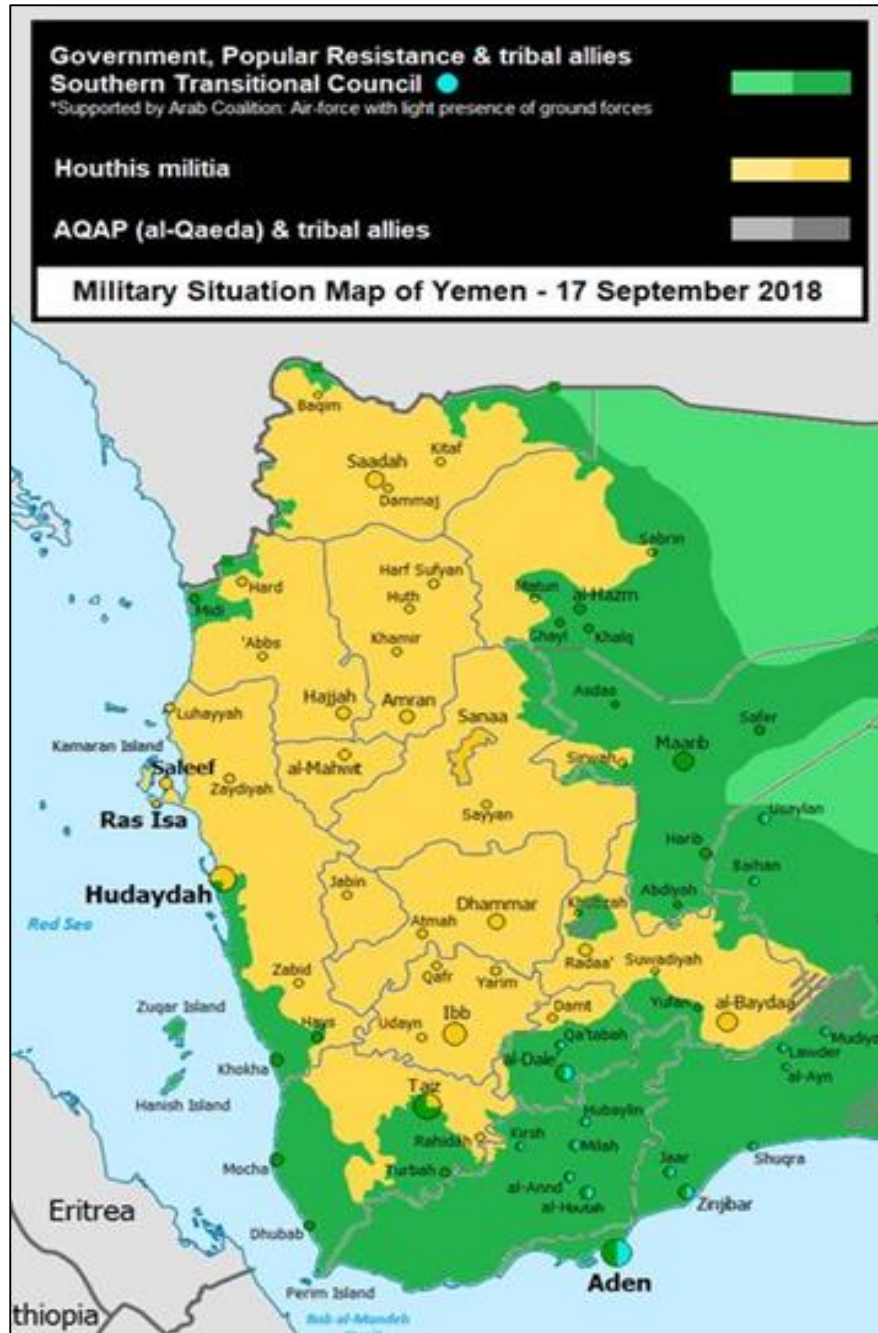 Government, Popular Resistance & tribal allies
Southern Transitional Council
*Supported by Arab Coalition: Air-force with light presence of ground forces
Houthis militia
AQAP (al-Qaeda) & tribal allies
Military Situation Map of Yemen - 17 September 2018
Baqim
Kitaf
Saadah
Dammaj
Sabrin
Hard
Harf Sufyan
Midi
Huth
Matun
al-Hazm
Ghayl
Khalq
'Abbs
Khamir
Asdas
Luhayyah
Hajjah
Amran
Sanaa
Safer
Kamaran Island
Maarib
Saleef
Zaydiyah
al-Mahwt
Sirwah
Ras Isa
Sayyan
Usaylan
Harib
Hudaydah
Jabin
Dhammar
Baihan
Abdiyah
Red Sea
Atmah
Radaa'
Suwadiyah
Zabid
Qafr
Yarim
Zuqar Island
Ibb
Damt
Yufan
al-Baydaa
Hays
Udayn
Qa'tabah
Mudiya
Khokha
al-Dale'
Lawder
al-Ayn
Hanish Island
Taiz
Hubaylin
Rahidah
Kirsh
Milah
Mocha
Turbah
Jaar
Shuqra
al-Annd
al-Houtah
Zinjibar
Eritrea
Dhubab
Aden
Perim Island
thiopia
Bab al-Mandeb